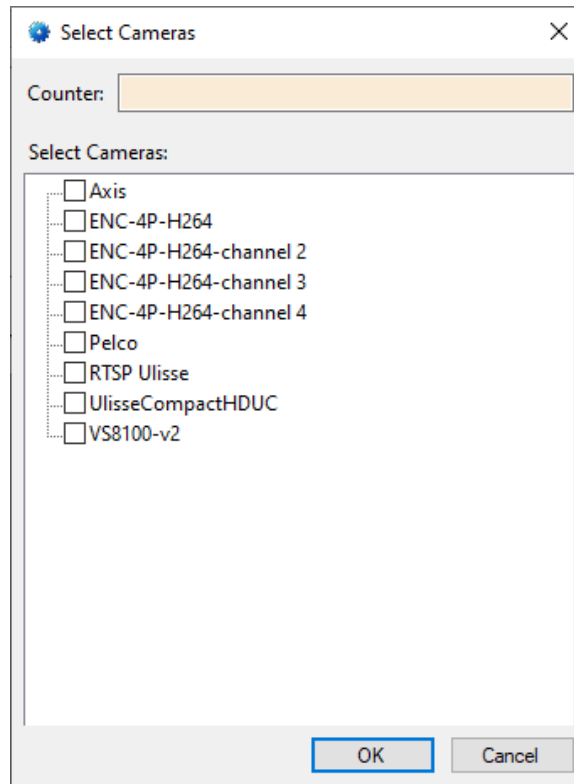 Select Cameras
Counter:
Select Cameras:
Axis
ENC-4P-H264
ENC-4P-H264-channel 2
ENC-4P-H264-channel 3
ENC-4P-H264-channel 4
Pelco
RTSP Ulisse
UlisseCompactHDUC
VS8100-v2
OK Cancel